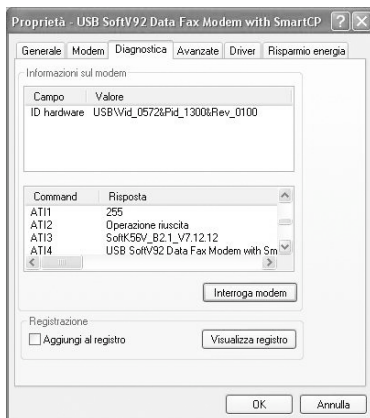 Proprietà - USB SoftV92 Data Fax Modem with SmartCP
Generale Modem Diagnostica Avanzate Driver Risparmio energia
Informazioni sul modem
Campo Valore
ID hardware USB\Vid_0572&Pid_1300&Rev_0100
Command Risposta
ATI1 255
ATI2 Operazione riuscita
ATI3 SoftK56V_B2.1_V7.12.12
ATI4 USB SoftV92 Data Fax Modem with Sm
Interroga modem
Registrazione
Aggiungi al registro Visualizza registro
OK Annulla